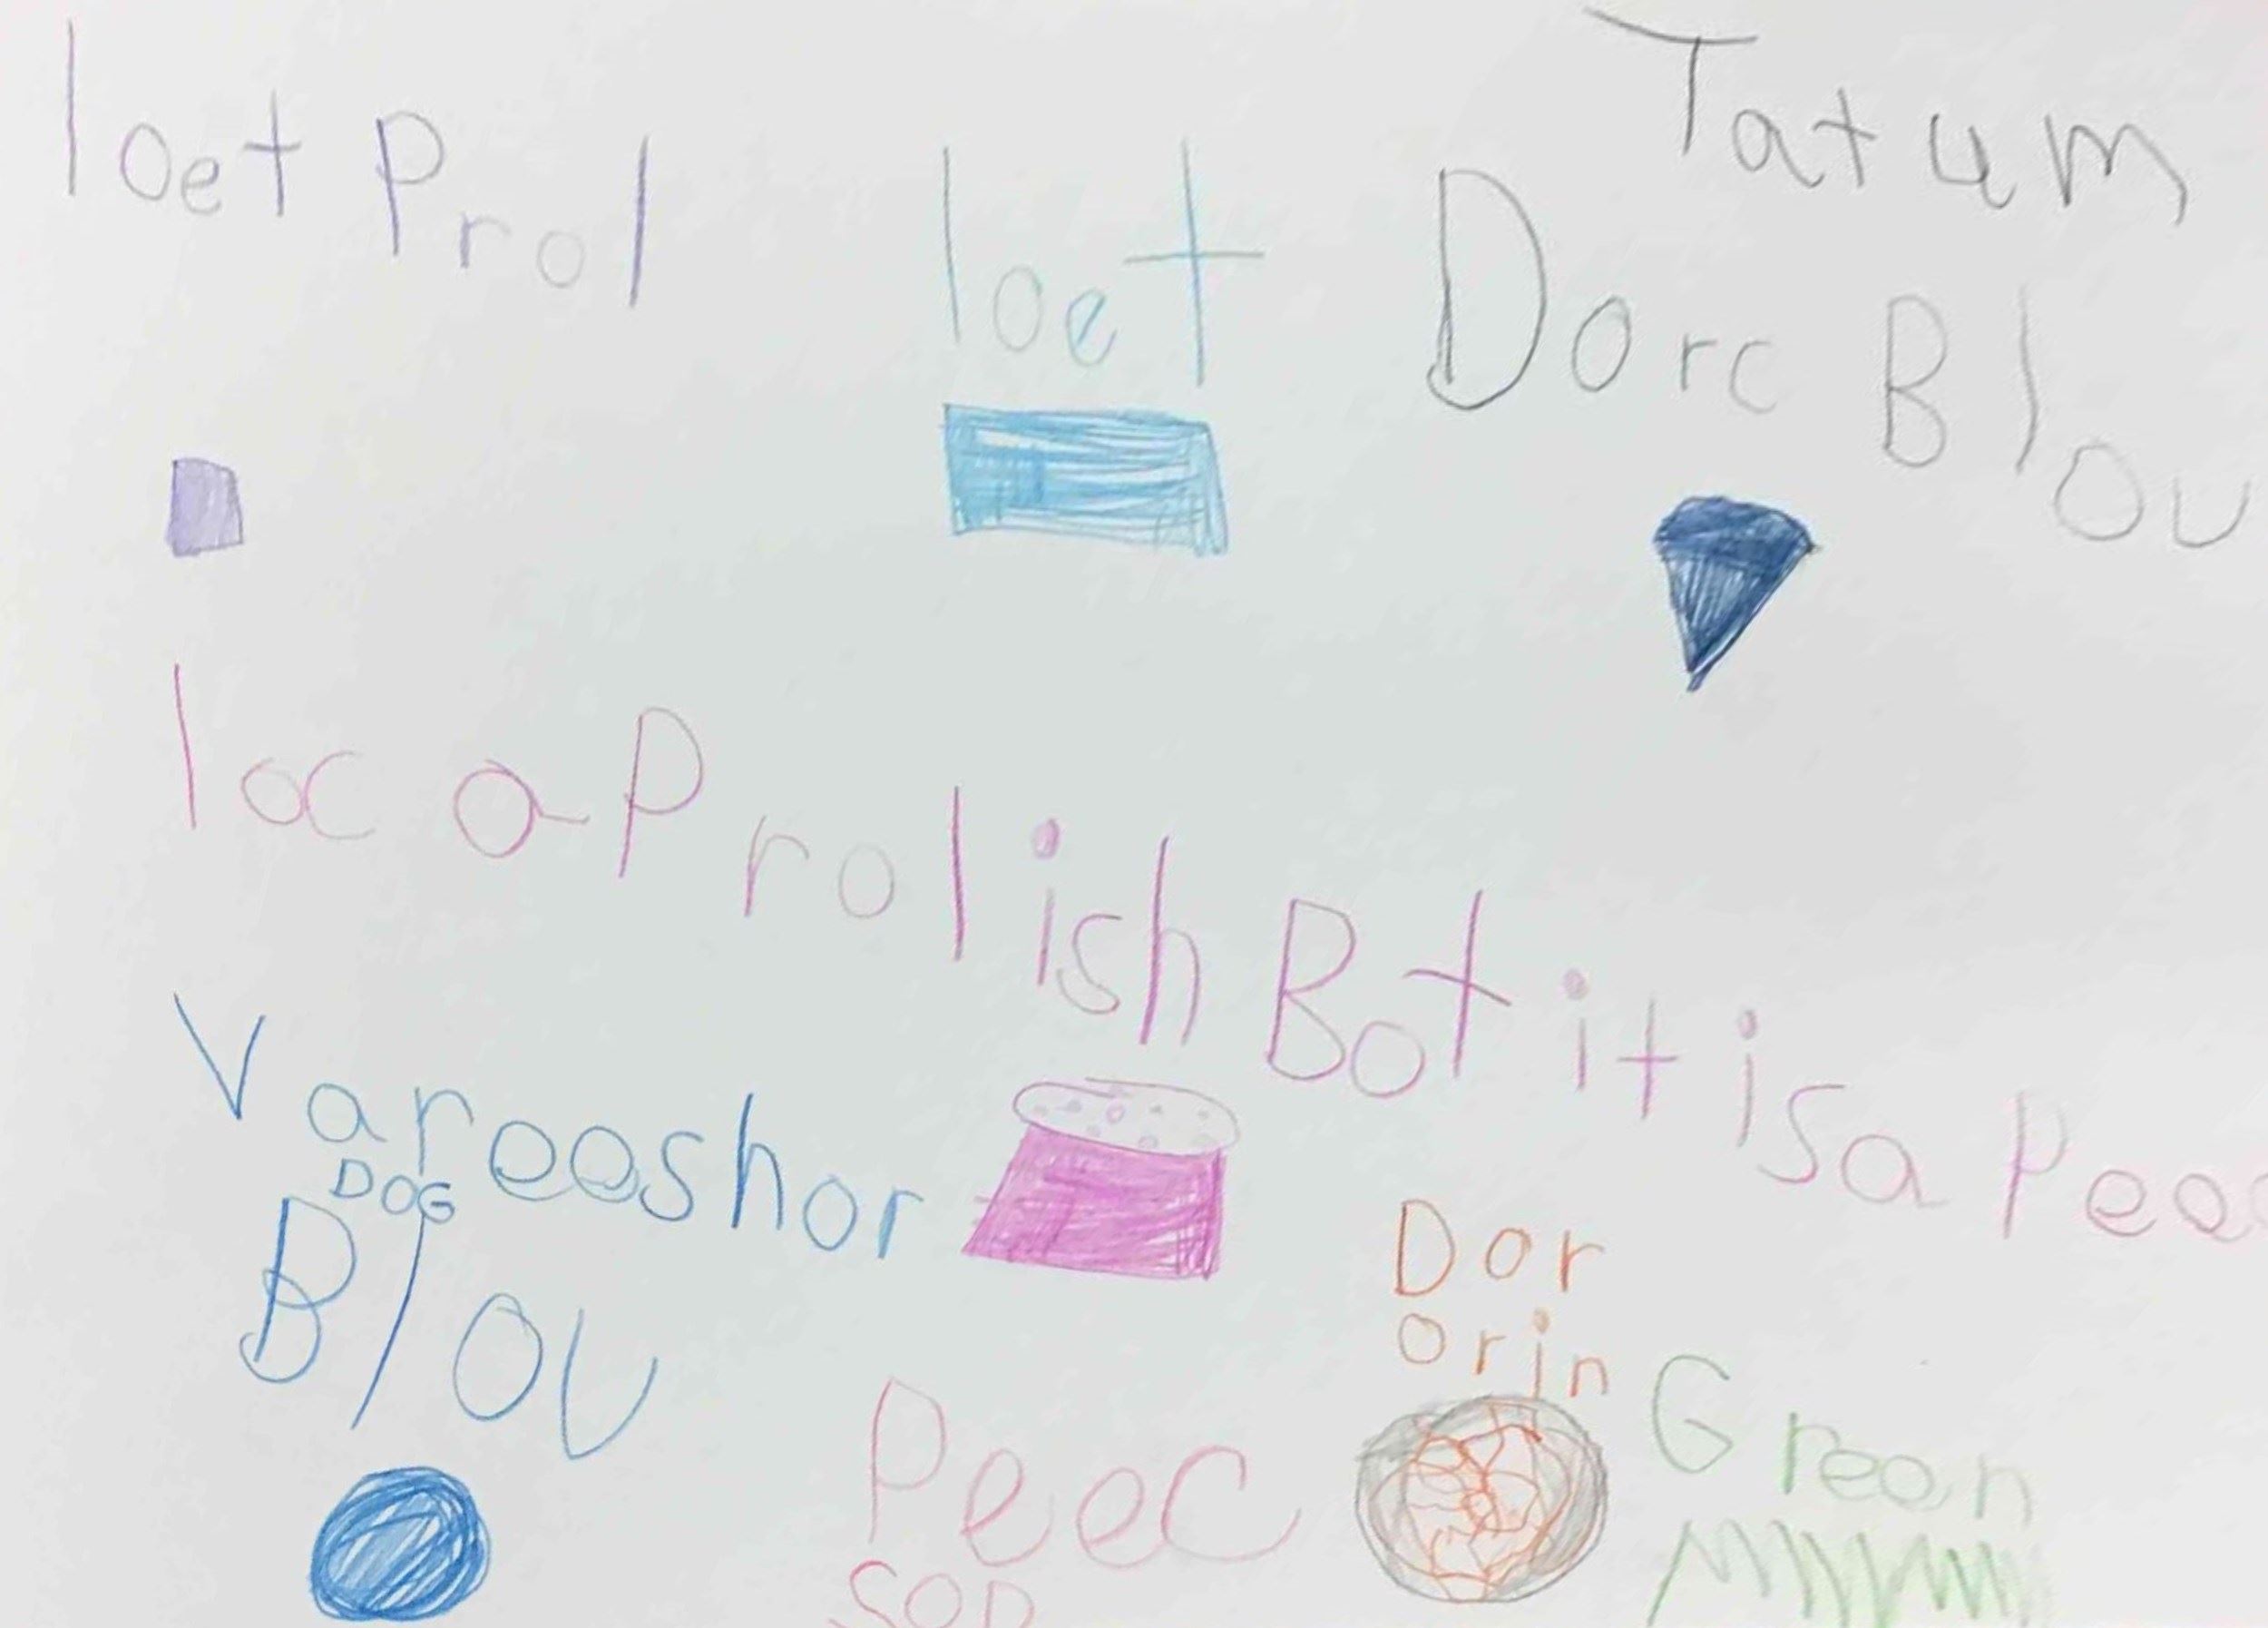 Tatum
loet Prol
loet
Dorc Blou
loc a Prolish Bot it is a Peec
Vareeshor
DOG
Blou
Dor
orin
Green
Peec
SOP